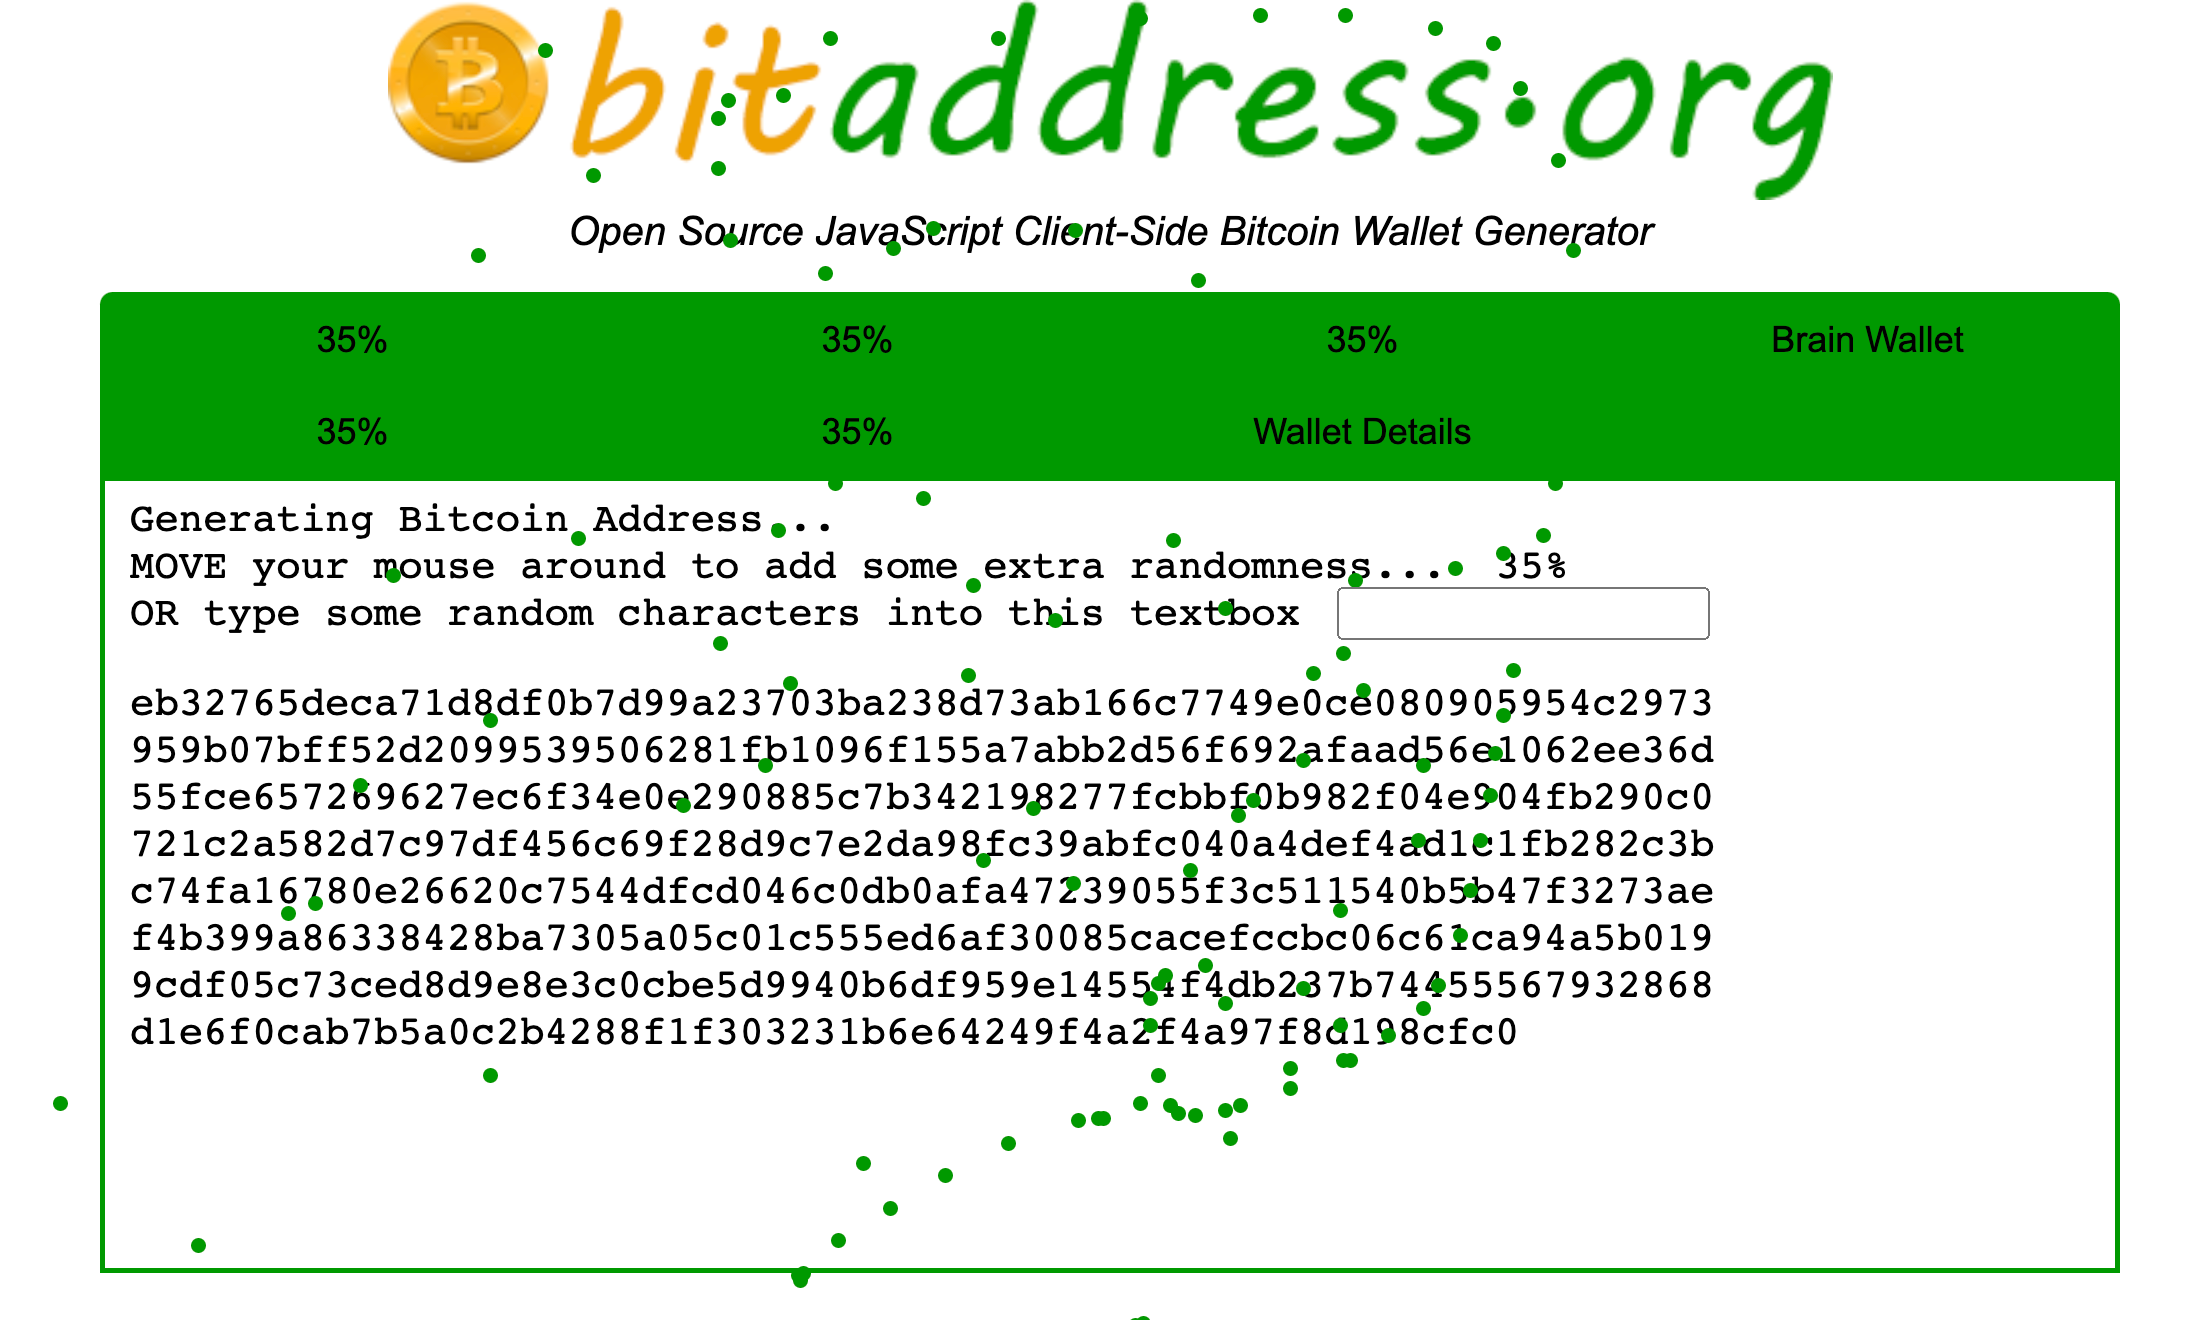 bitaddress.org
Open Source JavaScript Client-Side Bitcoin Wallet Generator
35% 35% 35% Brain Wallet
35% 35% Wallet Details
Generating Bitcoin Address...
MOVE your mouse around to add some extra randomness... 35%
OR type some random characters into this textbox
eb32765deca71d8df0b7d99a23703ba238d73ab166c7749e0ce080905954c2973
959b07bff52d2099539506281fb1096f155a7abb2d56f692afaad56e1062ee36d
55fce657269627ec6f34e0e290885c7b342198277fcbbf0b982f04e904fb290c0
721c2a582d7c97df456c69f28d9c7e2da98fc39abfc040a4def4ad1c1fb282c3b
c74fa16780e26620c7544dfcd046c0db0afa47239055f3c511540b5b47f3273ae
f4b399a86338428ba7305a05c01c555ed6af30085cacefccbc06c61ca94a5b019
9cdf05c73ced8d9e8e3c0cbe5d9940b6df959e14554f4db237b74455567932868
d1e6f0cab7b5a0c2b4288f1f303231b6e64249f4a2f4a97f8d198cfc0